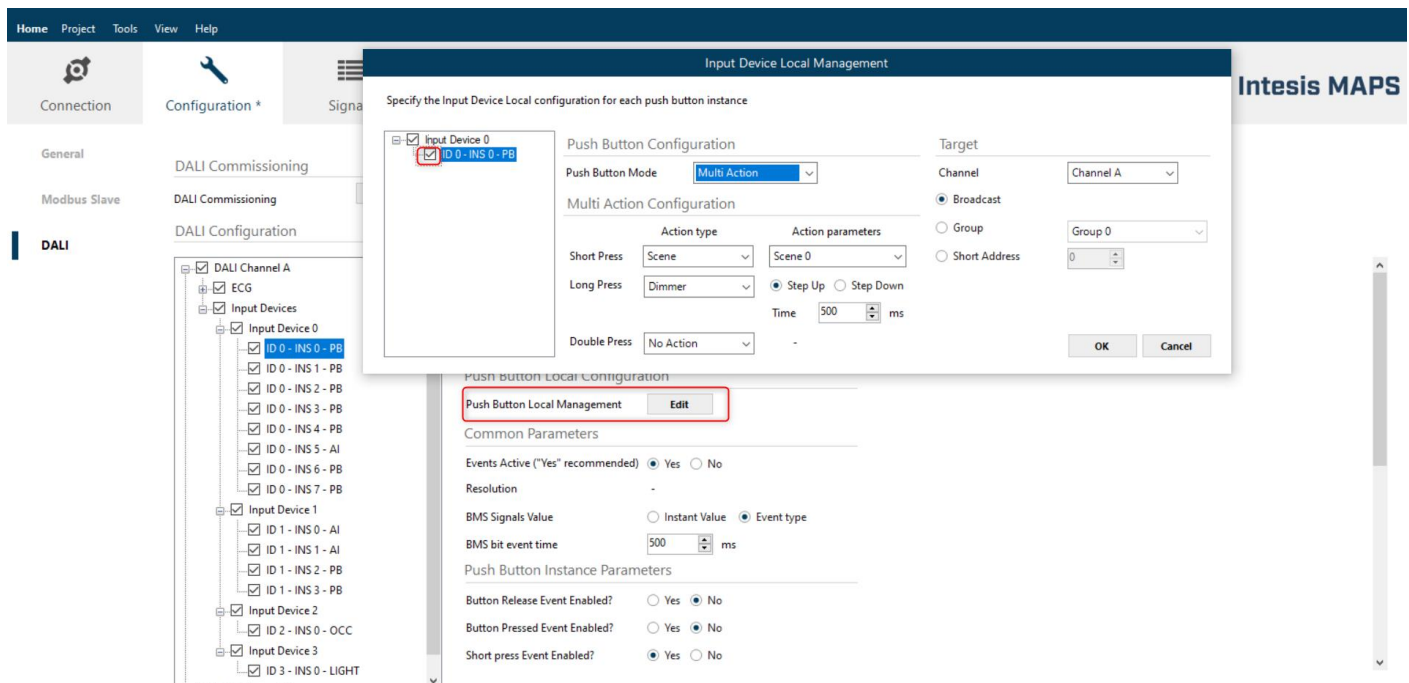 Home Project Tools View Help
Connection
Configuration *
Signa
Intesis MAPS
General
Modbus Slave
DALI
DALI Commissioning
DALI Commissioning
DALI Configuration
DALI Channel A
ECG
Input Devices
Input Device 0
ID 0 - INS 0 - PB
ID 0 - INS 1 - PB
ID 0 - INS 2 - PB
ID 0 - INS 3 - PB
ID 0 - INS 4 - PB
ID 0 - INS 5 - AI
ID 0 - INS 6 - PB
ID 0 - INS 7 - PB
Input Device 1
ID 1 - INS 0 - AI
ID 1 - INS 1 - AI
ID 1 - INS 2 - PB
ID 1 - INS 3 - PB
Input Device 2
ID 2 - INS 0 - OCC
Input Device 3
ID 3 - INS 0 - LIGHT
Input Device Local Management
Specify the Input Device Local configuration for each push button instance
Input Device 0
ID 0 - INS 0 - PB
Push Button Configuration
Push Button Mode Multi Action
Multi Action Configuration
Action type Action parameters
Short Press Scene Scene 0
Long Press Dimmer Step Up Step Down
Time 500 ms
Double Press No Action -
Target
Channel Channel A
Broadcast
Group Group 0
Short Address 0
OK Cancel
Push Button Local Configuration
Push Button Local Management Edit
Common Parameters
Events Active ("Yes" recommended) Yes No
Resolution -
BMS Signals Value Instant Value Event type
BMS bit event time 500 ms
Push Button Instance Parameters
Button Release Event Enabled? Yes No
Button Pressed Event Enabled? Yes No
Short press Event Enabled? Yes No